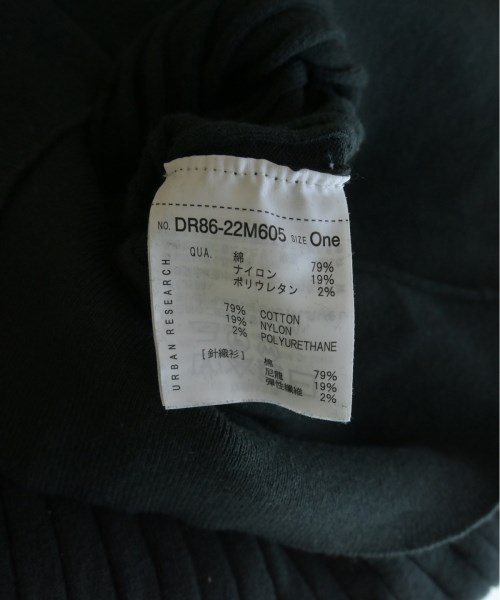 NO. DR86-22M605 SIZE One
QUA. 綿 79%
ナイロン 19%
ポリウレタン 2%
79% COTTON
19% NYLON
2% POLYURETHANE
[針織衫] 棉 79%
尼龍 19%
彈性纖維 2%
URBAN RESEARCH